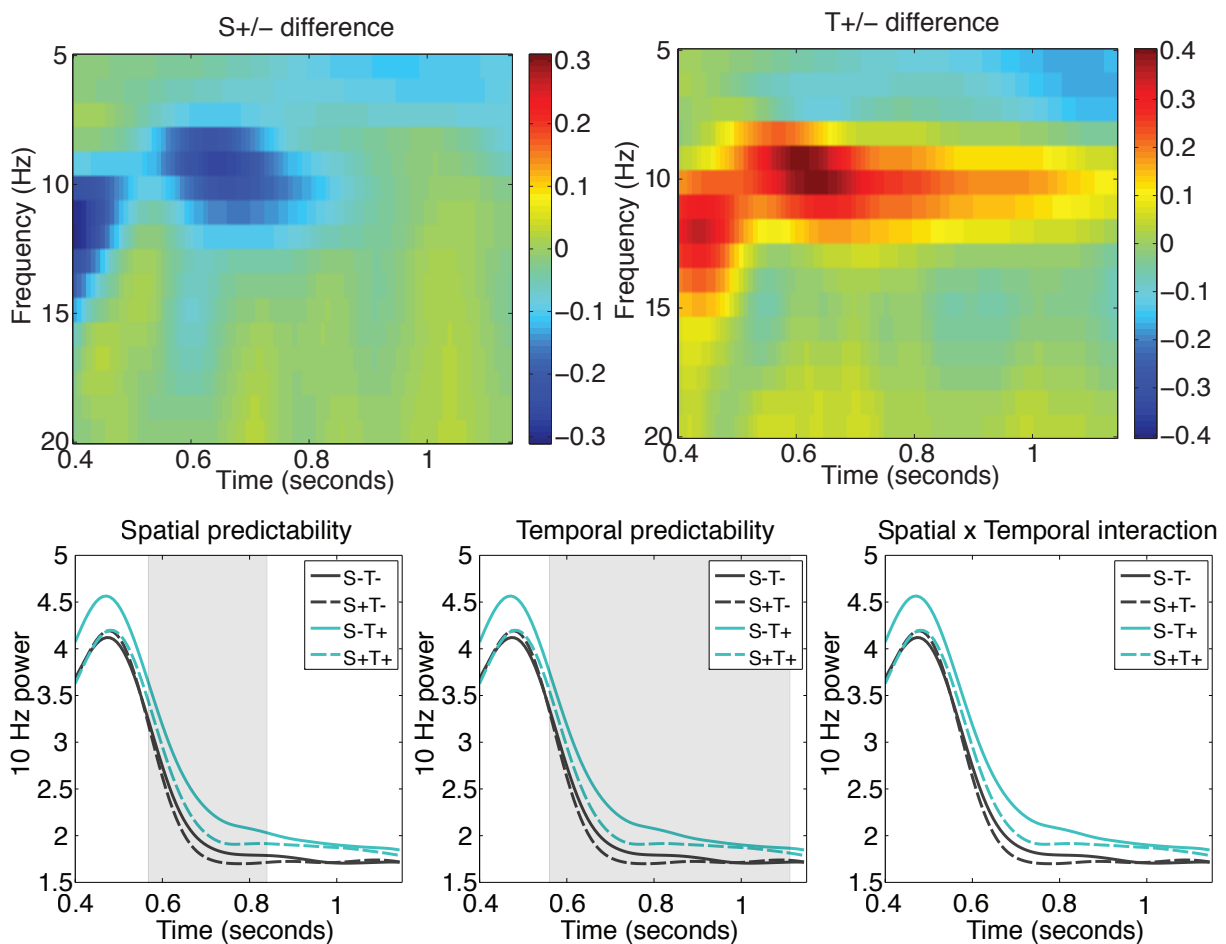 S+/- difference
Frequency (Hz)
5
10
15
20
0.4
0.6
0.8
1
Time (seconds)
0.3
0.2
0.1
0
−0.1
−0.2
−0.3
T+/- difference
Frequency (Hz)
5
10
15
20
0.4
0.6
0.8
1
Time (seconds)
0.4
0.3
0.2
0.1
0
−0.1
−0.2
−0.3
−0.4
Spatial predictability
10 Hz power
5
4.5
4
3.5
3
2.5
2
1.5
0.4
0.6
0.8
1
Time (seconds)
S-T-
S+T-
S-T+
S+T+
Temporal predictability
10 Hz power
5
4.5
4
3.5
3
2.5
2
1.5
0.4
0.6
0.8
1
Time (seconds)
S-T-
S+T-
S-T+
S+T+
Spatial x Temporal interaction
10 Hz power
5
4.5
4
3.5
3
2.5
2
1.5
0.4
0.6
0.8
1
Time (seconds)
S-T-
S+T-
S-T+
S+T+